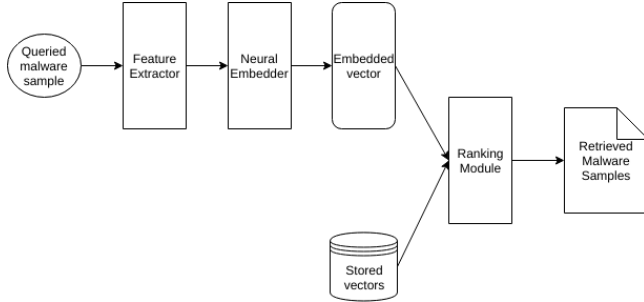 Queried
malware
sample
Feature
Extractor
Neural
Embedder
Embedded
vector
Ranking
Module
Retrieved
Malware
Samples
Stored
vectors